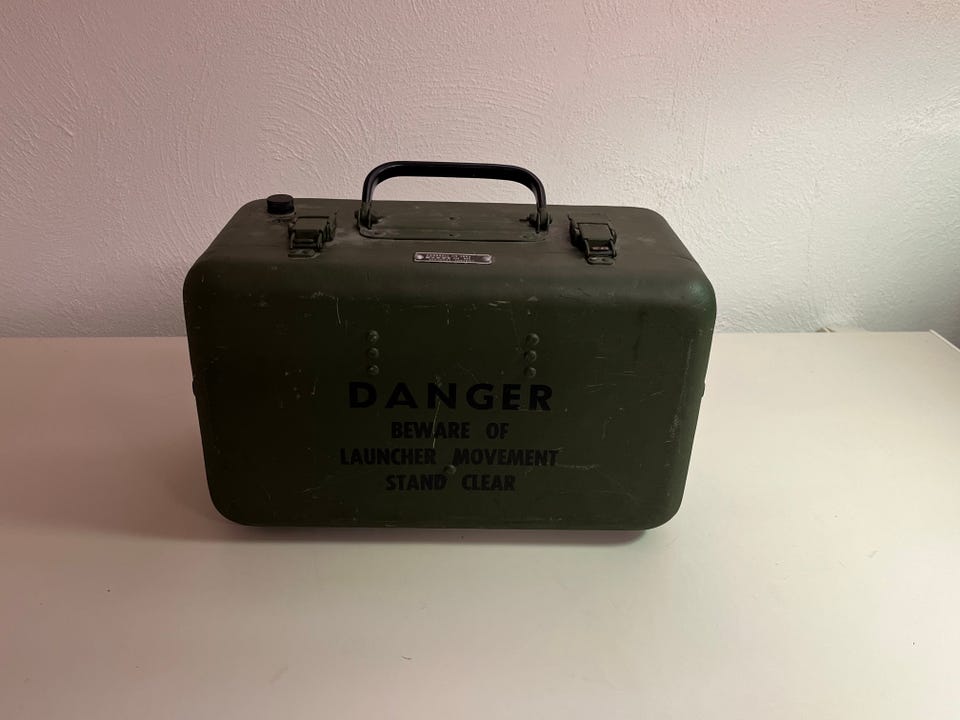 DANGER
BEWARE OF
LAUNCHER MOVEMENT
STAND CLEAR